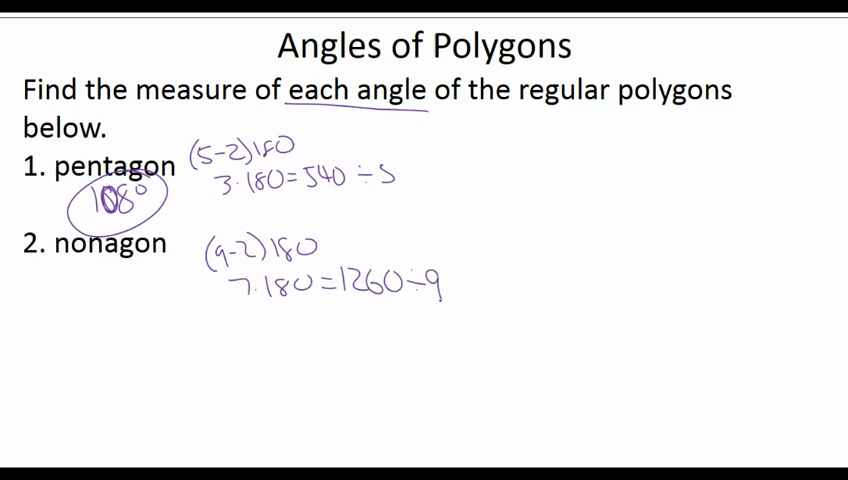 Angles of Polygons
Find the measure of each angle of the regular polygons
below.
(5-2)180
1. pentagon
3·180=540 ÷5
108°
2. nonagon (9-2)180
7·180=1260÷9